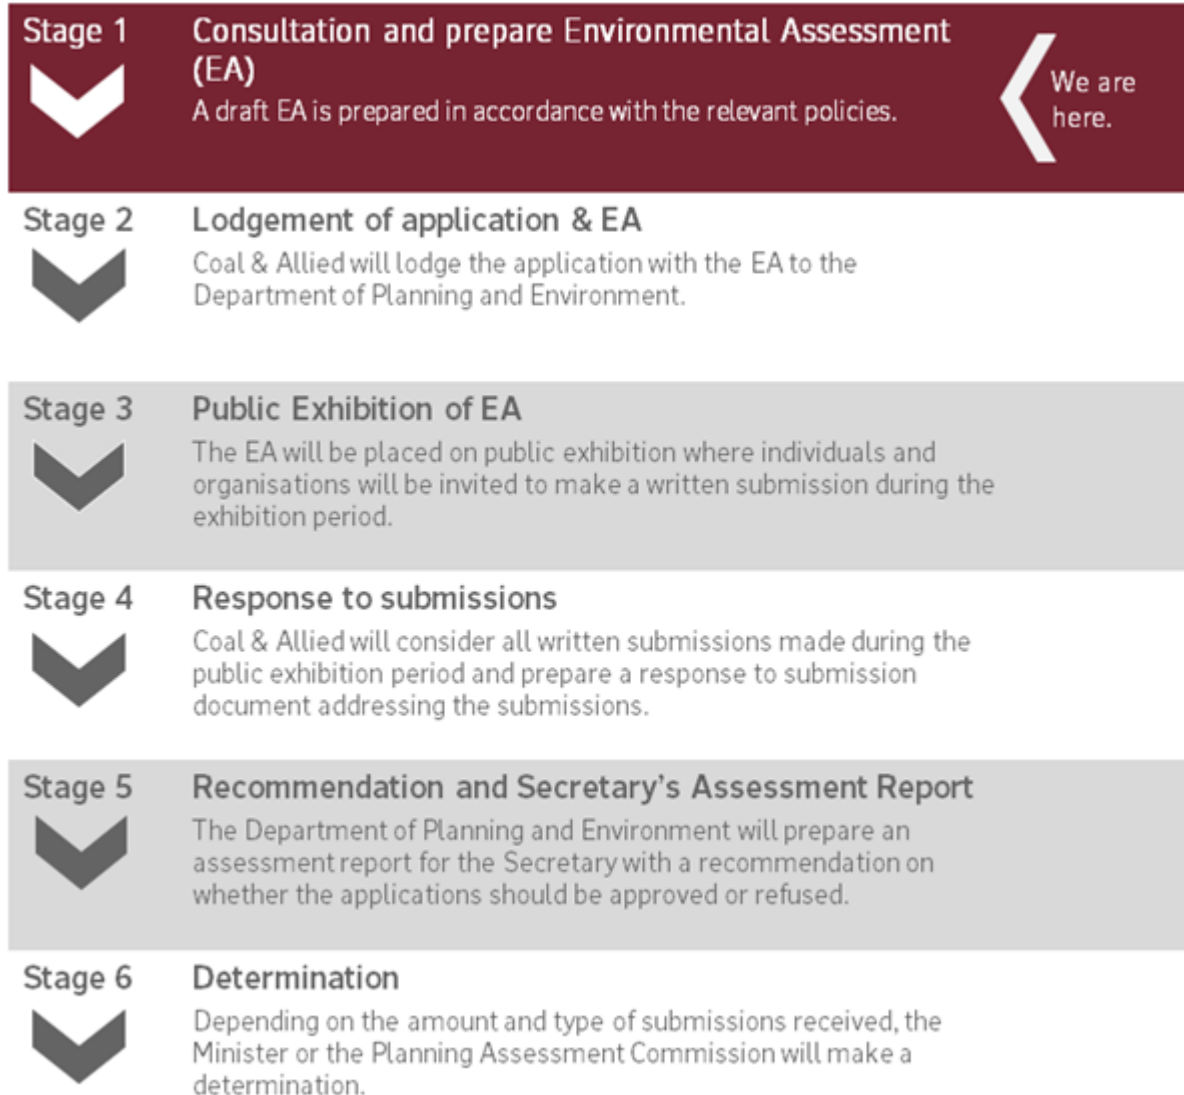 Stage 1
Consultation and prepare Environmental Assessment
(EA)
A draft EA is prepared in accordance with the relevant policies.
We are
here.
Stage 2
Lodgement of application & EA
Coal & Allied will lodge the application with the EA to the
Department of Planning and Environment.
Stage 3
Public Exhibition of EA
The EA will be placed on public exhibition where individuals and
organisations will be invited to make a written submission during the
exhibition period.
Stage 4
Response to submissions
Coal & Allied will consider all written submissions made during the
public exhibition period and prepare a response to submission
document addressing the submissions.
Stage 5
Recommendation and Secretary's Assessment Report
The Department of Planning and Environment will prepare an
assessment report for the Secretary with a recommendation on
whether the applications should be approved or refused.
Stage 6
Determination
Depending on the amount and type of submissions received, the
Minister or the Planning Assessment Commission will make a
determination.